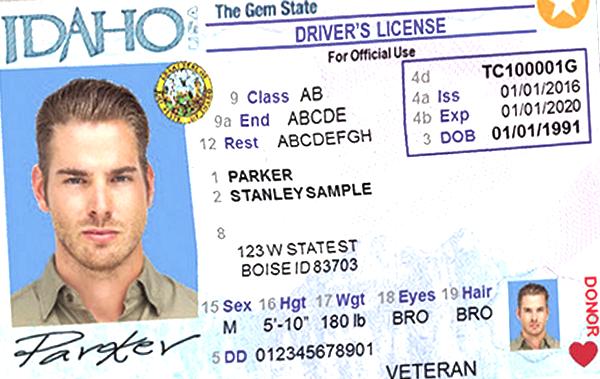 IDAHO USA The Gem State
DRIVER'S LICENSE
For Official Use
4d TC100001G
4a Iss 01/01/2016
4b Exp 01/01/2020
3 DOB 01/01/1991
9 Class AB
9a End ABCDE
12 Rest ABCDEFGH
1 PARKER
2 STANLEYSAMPLE
8
123 W STATE ST
BOISE ID 83703
15 Sex 16 Hgt 17 Wgt 18 Eyes 19 Hair
M 5'-10" 180 lb BRO BRO
5 DD 012345678901
VETERAN
DONOR
Parker